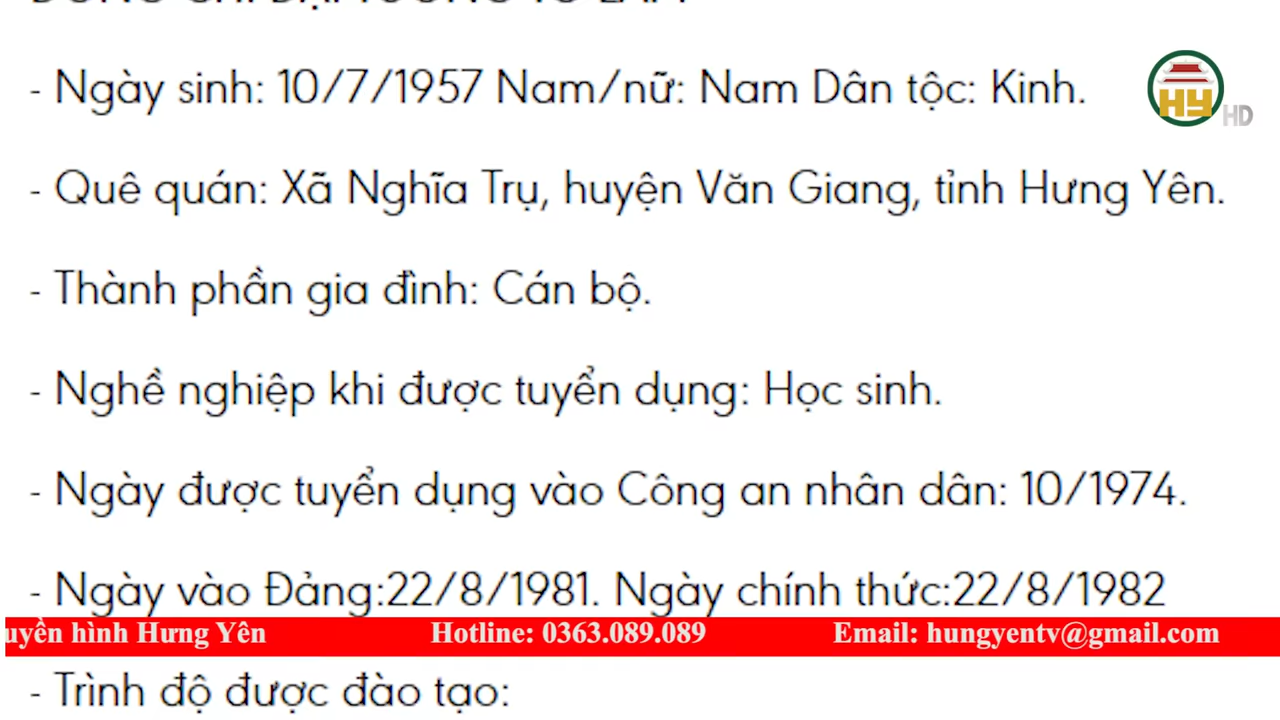 - Ngày sinh: 10/7/1957 Nam/nữ: Nam Dân tộc: Kinh.
HY HD
- Quê quán: Xã Nghĩa Trụ, huyện Văn Giang, tỉnh Hưng Yên.
- Thành phần gia đình: Cán bộ.
- Nghề nghiệp khi được tuyển dụng: Học sinh.
- Ngày được tuyển dụng vào Công an nhân dân: 10/1974.
- Ngày vào Đảng:22/8/1981. Ngày chính thức:22/8/1982
uyền hình Hưng Yên Hotline: 0363.089.089 Email: hungyentv@gmail.com
- Trình độ được đào tạo: